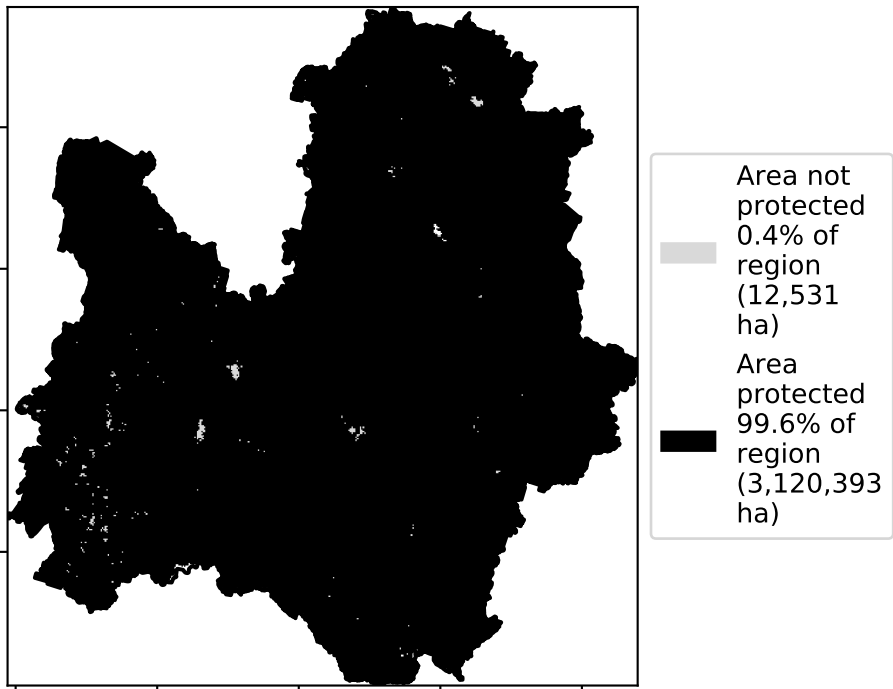 Area not
protected
0.4% of
region
(12,531
ha)
Area
protected
99.6% of
region
(3,120,393
ha)